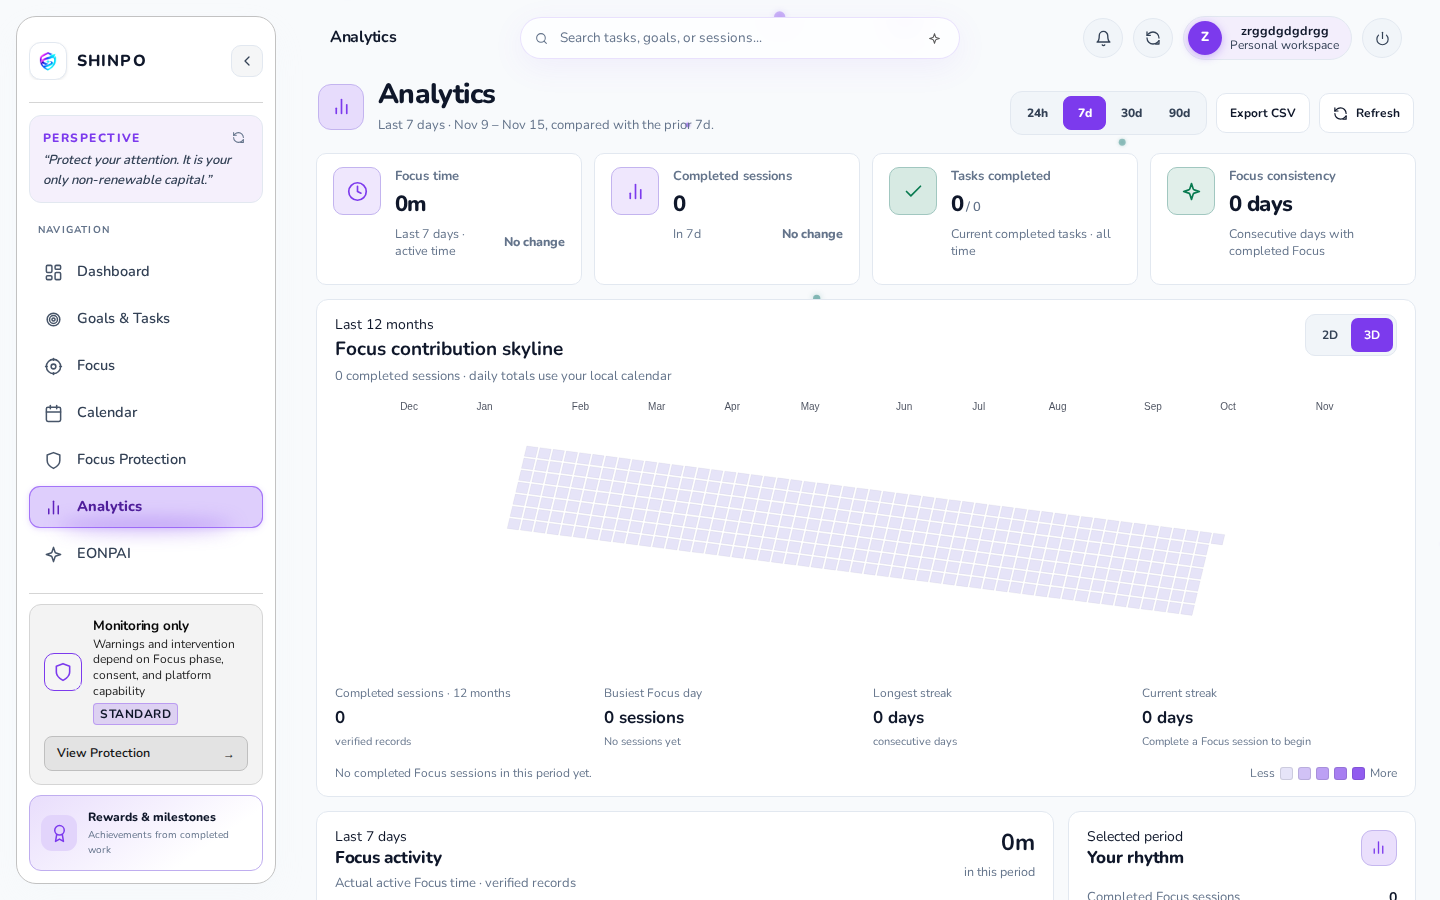 SHINPO
PERSPECTIVE
“Protect your attention. It is your
only non-renewable capital.”
NAVIGATION
Dashboard
Goals & Tasks
Focus
Calendar
Focus Protection
Analytics
EONPAI
Monitoring only
Warnings and intervention
depend on Focus phase,
consent, and platform
capability
STANDARD
View Protection →
Rewards & milestones
Achievements from completed
work
Analytics
Search tasks, goals, or sessions...
Z
zrggdgdgdrgg
Personal workspace
Analytics
Last 7 days · Nov 9 – Nov 15, compared with the prior 7d.
24h 7d 30d 90d
Export CSV
Refresh
Focus time
0m
Last 7 days ·
active time
No change
Completed sessions
0
In 7d
No change
Tasks completed
0 / 0
Current completed tasks · all
time
Focus consistency
0 days
Consecutive days with
completed Focus
Last 12 months
Focus contribution skyline
0 completed sessions · daily totals use your local calendar
2D 3D
Dec Jan Feb Mar Apr May Jun Jul Aug Sep Oct Nov
Completed sessions · 12 months
0
verified records
Busiest Focus day
0 sessions
No sessions yet
Longest streak
0 days
consecutive days
Current streak
0 days
Complete a Focus session to begin
No completed Focus sessions in this period yet.
Less More
Last 7 days
Focus activity
Actual active Focus time · verified records
0m
in this period
Selected period
Your rhythm
Completed Focus sessions 0